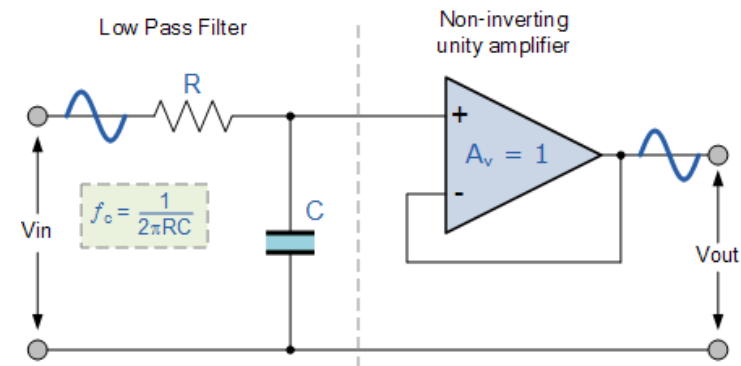 Low Pass Filter
Non-inverting
unity amplifier
R
+
Aᵥ = 1
-
fc = 1/2πRC
C
Vin
Vout